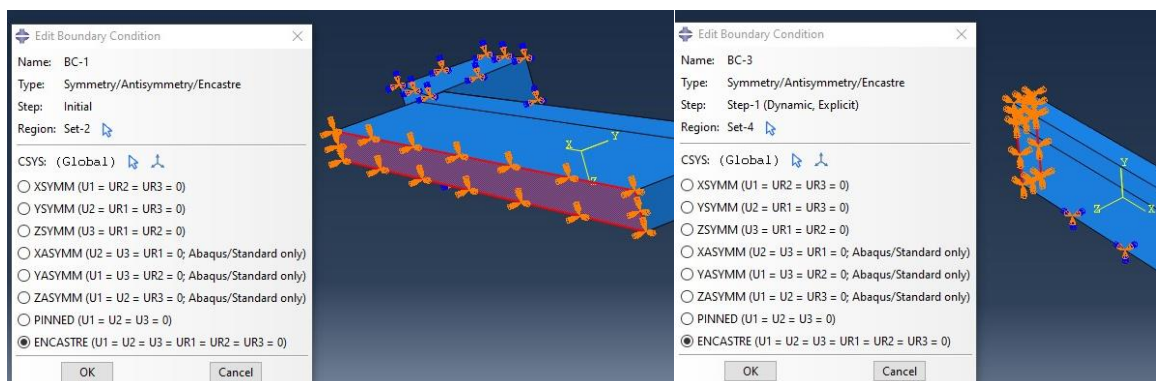 Edit Boundary Condition
Name: BC-1
Type: Symmetry/Antisymmetry/Encastre
Step: Initial
Region: Set-2
CSYS: (Global)
XSYMM (U1 = UR2 = UR3 = 0)
YSYMM (U2 = UR1 = UR3 = 0)
ZSYMM (U3 = UR1 = UR2 = 0)
XASYMM (U2 = U3 = UR1 = 0; Abaqus/Standard only)
YASYMM (U1 = U3 = UR2 = 0; Abaqus/Standard only)
ZASYMM (U1 = U2 = UR3 = 0; Abaqus/Standard only)
PINNED (U1 = U2 = U3 = 0)
ENCASTRE (U1 = U2 = U3 = UR1 = UR2 = UR3 = 0)
OK Cancel
X Y
Z
Edit Boundary Condition
Name: BC-3
Type: Symmetry/Antisymmetry/Encastre
Step: Step-1 (Dynamic, Explicit)
Region: Set-4
CSYS: (Global)
XSYMM (U1 = UR2 = UR3 = 0)
YSYMM (U2 = UR1 = UR3 = 0)
ZSYMM (U3 = UR1 = UR2 = 0)
XASYMM (U2 = U3 = UR1 = 0; Abaqus/Standard only)
YASYMM (U1 = U3 = UR2 = 0; Abaqus/Standard only)
ZASYMM (U1 = U2 = UR3 = 0; Abaqus/Standard only)
PINNED (U1 = U2 = U3 = 0)
ENCASTRE (U1 = U2 = U3 = UR1 = UR2 = UR3 = 0)
OK Cancel
Y
Z X